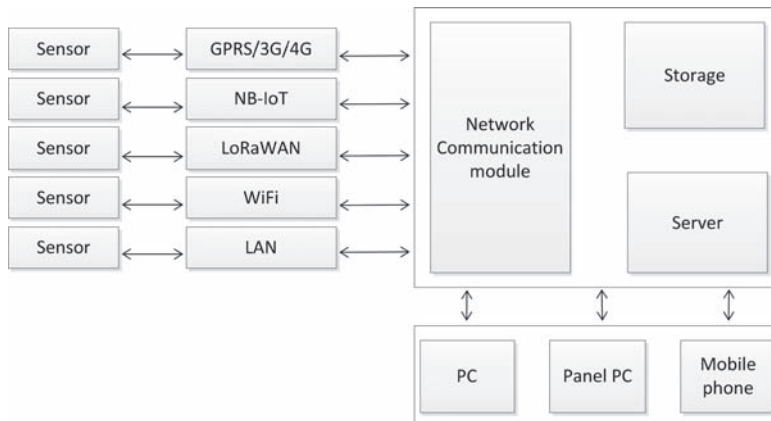 Sensor
GPRS/3G/4G
Sensor
NB-IoT
Sensor
LoRaWAN
Sensor
WiFi
Sensor
LAN
Network
Communication
module
Storage
Server
PC
Panel PC
Mobile
phone